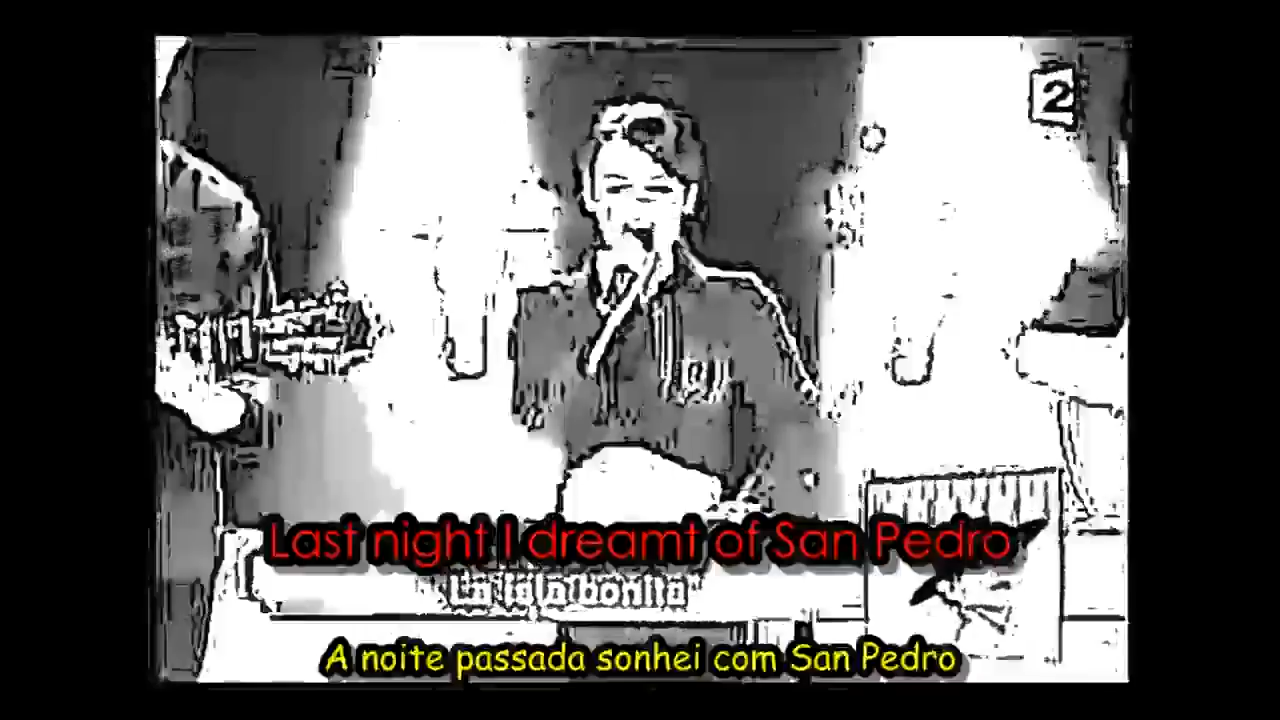 2
Last night I dreamt of San Pedro
"La isla bonita"
A noite passada sonhei com San Pedro